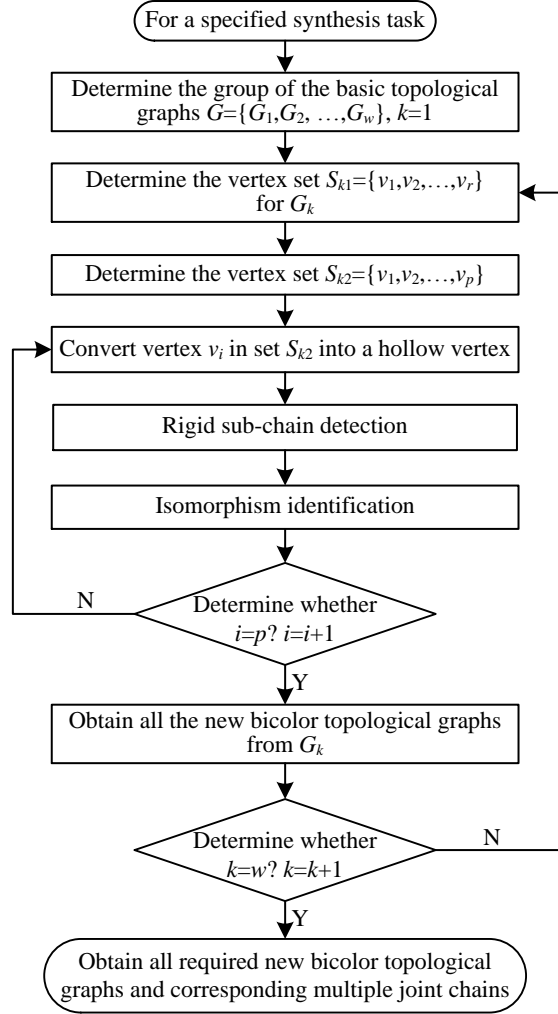 For a specified synthesis task
Determine the group of the basic topological
graphs G={G1,G2, …,Gw}, k=1
Determine the vertex set Sk1={v1,v2,…,vr}
for Gk
Determine the vertex set Sk2={v1,v2,…,vp}
Convert vertex vi in set Sk2 into a hollow vertex
Rigid sub-chain detection
Isomorphism identification
N
Determine whether
i=p? i=i+1
Y
Obtain all the new bicolor topological graphs
from Gk
Determine whether
k=w? k=k+1
N
Y
Obtain all required new bicolor topological
graphs and corresponding multiple joint chains